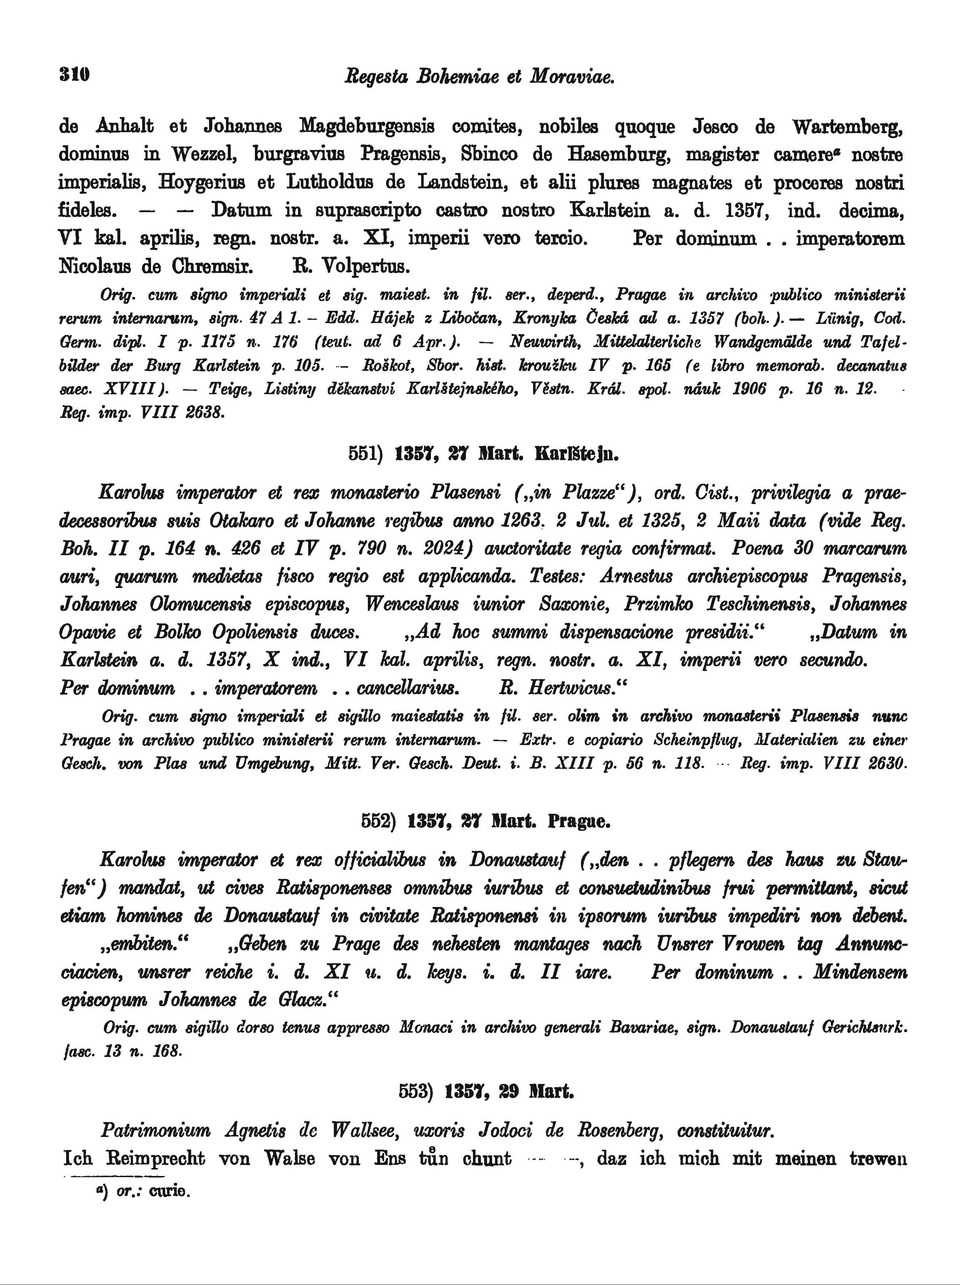 310
Regesta Bohemiae et Moraviae.
de Anhalt et Johannes Magdeburgensis comites, nobiles quoque Jesco de Wartemberg,
dominus in Wezzel, burgravius Pragensis, Sbinco de Hasemburg, magister camereᵃ nostre
imperialis, Hoygerius et Lutholdus de Landstein, et alii plures magnates et proceres nostri
fideles. — — Datum in suprascripto castro nostro Karlstein a. d. 1357, ind. decima,
VI kal. aprilis, regn. nostr. a. XI, imperii vero tercio. Per dominum . . imperatorem
Nicolaus de Chremsir. R. Volpertus.
Orig. cum signo imperiali et sig. maiest. in fil. ser., deperd., Pragae in archivo publico ministerii
rerum internarum, sign. 47 A 1. – Edd. Hájek z Libočan, Kronyka Česká ad a. 1357 (boh.). — Lünig, Cod.
Germ. dipl. I p. 1175 n. 176 (teut. ad 6 Apr.). — Neuwirth, Mittelalterliche Wandgemälde und Tafel-
bilder der Burg Karlstein p. 105. — Roškot, Sbor. hist. kroužku IV p. 165 (e libro memorab. decanatus
saec. XVIII). — Teige, Listiny děkanství Karlštejnského, Věstn. Král. spol. náuk 1906 p. 16 n. 12. -
Reg. imp. VIII 2638.
551) 1357, 27 Mart. Karlštejn.
Karolus imperator et rex monasterio Plasensi („in Plazze“), ord. Cist., privilegia a prae-
decessoribus suis Otakaro et Johanne regibus anno 1263. 2 Jul. et 1325, 2 Maii data (vide Reg.
Boh. II p. 164 n. 426 et IV p. 790 n. 2024) auctoritate regia confirmat. Poena 30 marcarum
auri, quarum medietas fisco regio est applicanda. Testes: Arnestus archiepiscopus Pragensis,
Johannes Olomucensis episcopus, Wenceslaus iunior Saxonie, Przimko Teschinensis, Johannes
Opavie et Bolko Opoliensis duces. „Ad hoc summi dispensacione presidii.“ „Datum in
Karlstein a. d. 1357, X ind., VI kal. aprilis, regn. nostr. a. XI, imperii vero secundo.
Per dominum . . imperatorem . . cancellarius. R. Hertwicus.“
Orig. cum signo imperiali et sigillo maiestatis in fil. ser. olim in archivo monasterii Plasensis nunc
Pragae in archivo publico ministerii rerum internarum. — Extr. e copiario Scheinpflug, Materialien zu einer
Gesch. von Plas und Umgebung, Mitt. Ver. Gesch. Deut. i. B. XIII p. 56 n. 118. — Reg. imp. VIII 2630.
552) 1357, 27 Mart. Prague.
Karolus imperator et rex officialibus in Donaustauf („den . . pflegern des haus zu Stau-
fen“) mandat, ut cives Ratisponenses omnibus iuribus et consuetudinibus frui permittant, sicut
etiam homines de Donaustauf in civitate Ratisponensi in ipsorum iuribus impediri non debent.
„embiten.“ „Geben zu Prage des nehesten mantages nach Unsrer Vrowen tag Annunc-
ciacien, unsrer reiche i. d. XI u. d. keys. i. d. II iare. Per dominum . . Mindensem
episcopum Johannes de Glacz.“
Orig. cum sigillo dorso tenus appresso Monaci in archivo generali Bavariae, sign. Donaustauf Gerichtsurk.
fasc. 13 n. 168.
553) 1357, 29 Mart.
Patrimonium Agnetis de Wallsee, uxoris Jodoci de Rosenberg, constituitur.
Ich Reimprecht von Walse von Ens tůn chunt — —, daz ich mich mit meinen trewen
ᵃ) or.: curie.